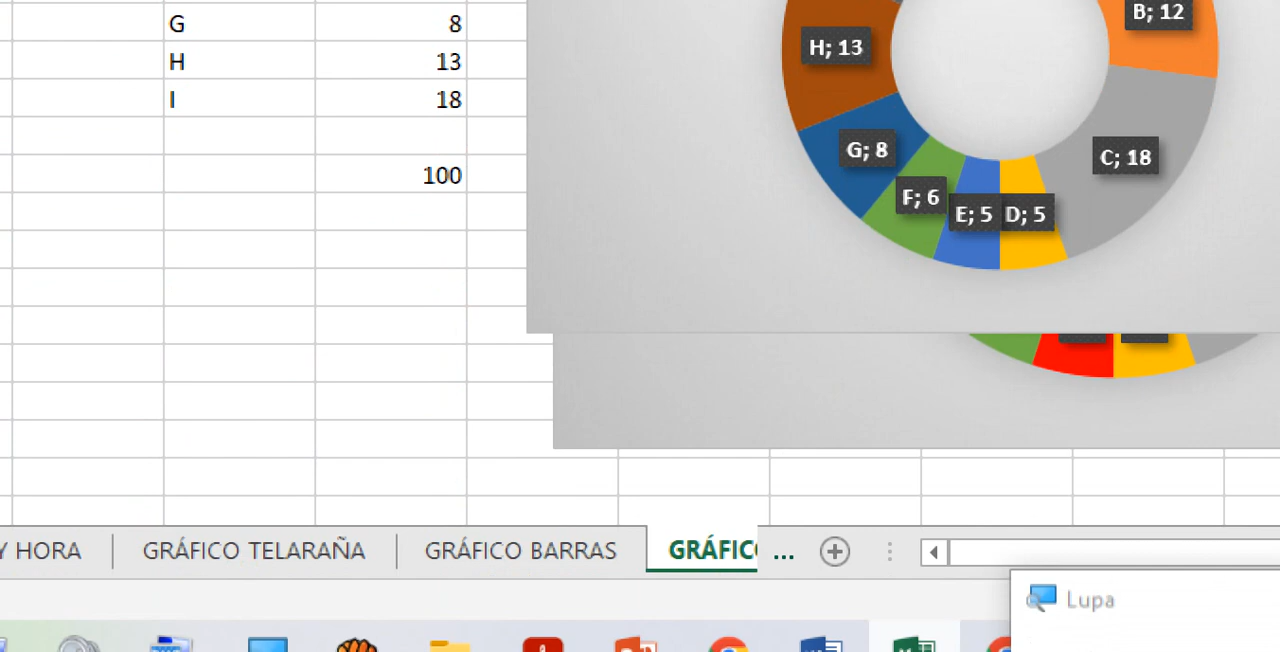 G 8
H 13
I 18
100
B; 12
H; 13
G; 8
C; 18
F; 6
E; 5
D; 5
Y HORA
GRÁFICO TELARAÑA
GRÁFICO BARRAS
GRÁFIC
...
Lupa